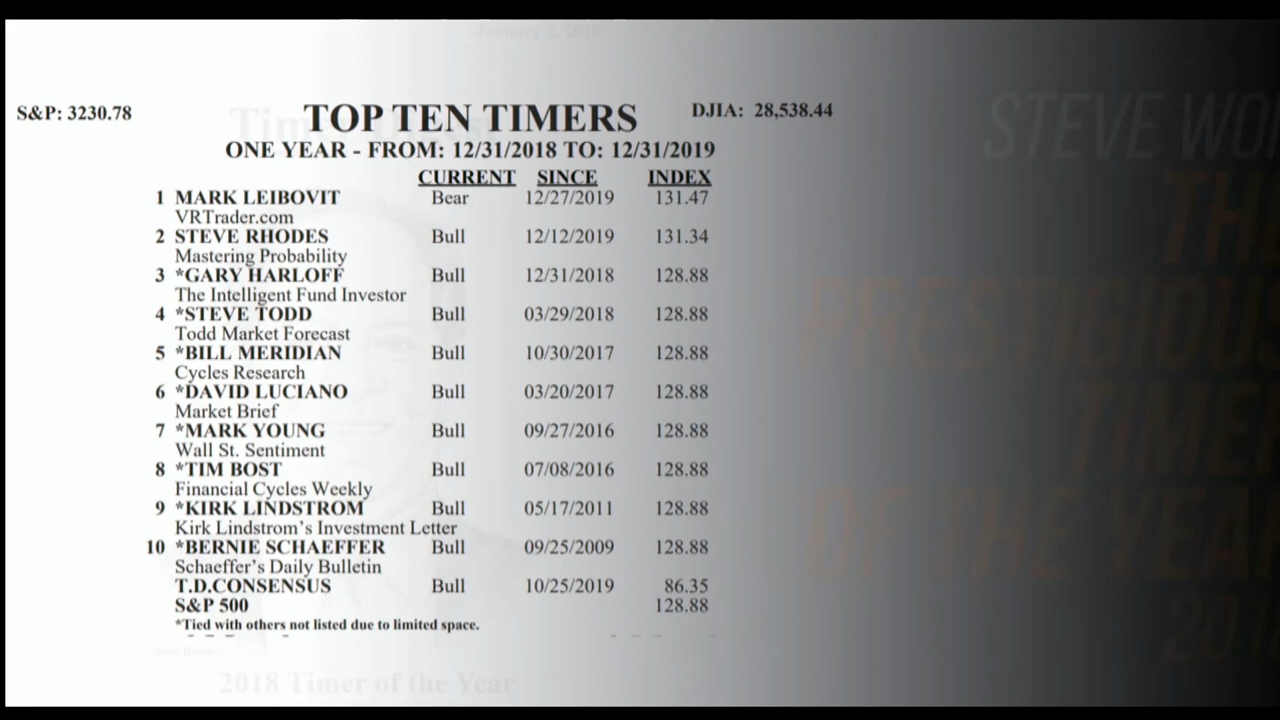 January 2, 2019
S&P: 3230.78
TOP TEN TIMERS
DJIA: 28,538.44
ONE YEAR - FROM: 12/31/2018 TO: 12/31/2019
CURRENT SINCE INDEX
1 MARK LEIBOVIT Bear 12/27/2019 131.47
VRTrader.com
2 STEVE RHODES Bull 12/12/2019 131.34
Mastering Probability
3 *GARY HARLOFF Bull 12/31/2018 128.88
The Intelligent Fund Investor
4 *STEVE TODD Bull 03/29/2018 128.88
Todd Market Forecast
5 *BILL MERIDIAN Bull 10/30/2017 128.88
Cycles Research
6 *DAVID LUCIANO Bull 03/20/2017 128.88
Market Brief
7 *MARK YOUNG Bull 09/27/2016 128.88
Wall St. Sentiment
8 *TIM BOST Bull 07/08/2016 128.88
Financial Cycles Weekly
9 *KIRK LINDSTROM Bull 05/17/2011 128.88
Kirk Lindstrom's Investment Letter
10 *BERNIE SCHAEFFER Bull 09/25/2009 128.88
Schaeffer's Daily Bulletin
T.D.CONSENSUS Bull 10/25/2019 86.35
S&P 500 128.88
*Tied with others not listed due to limited space.
2018 Timer of the Year
STEVE WO
THE
PRESTIGIOUS
TIMER
OF THE YEAR
201